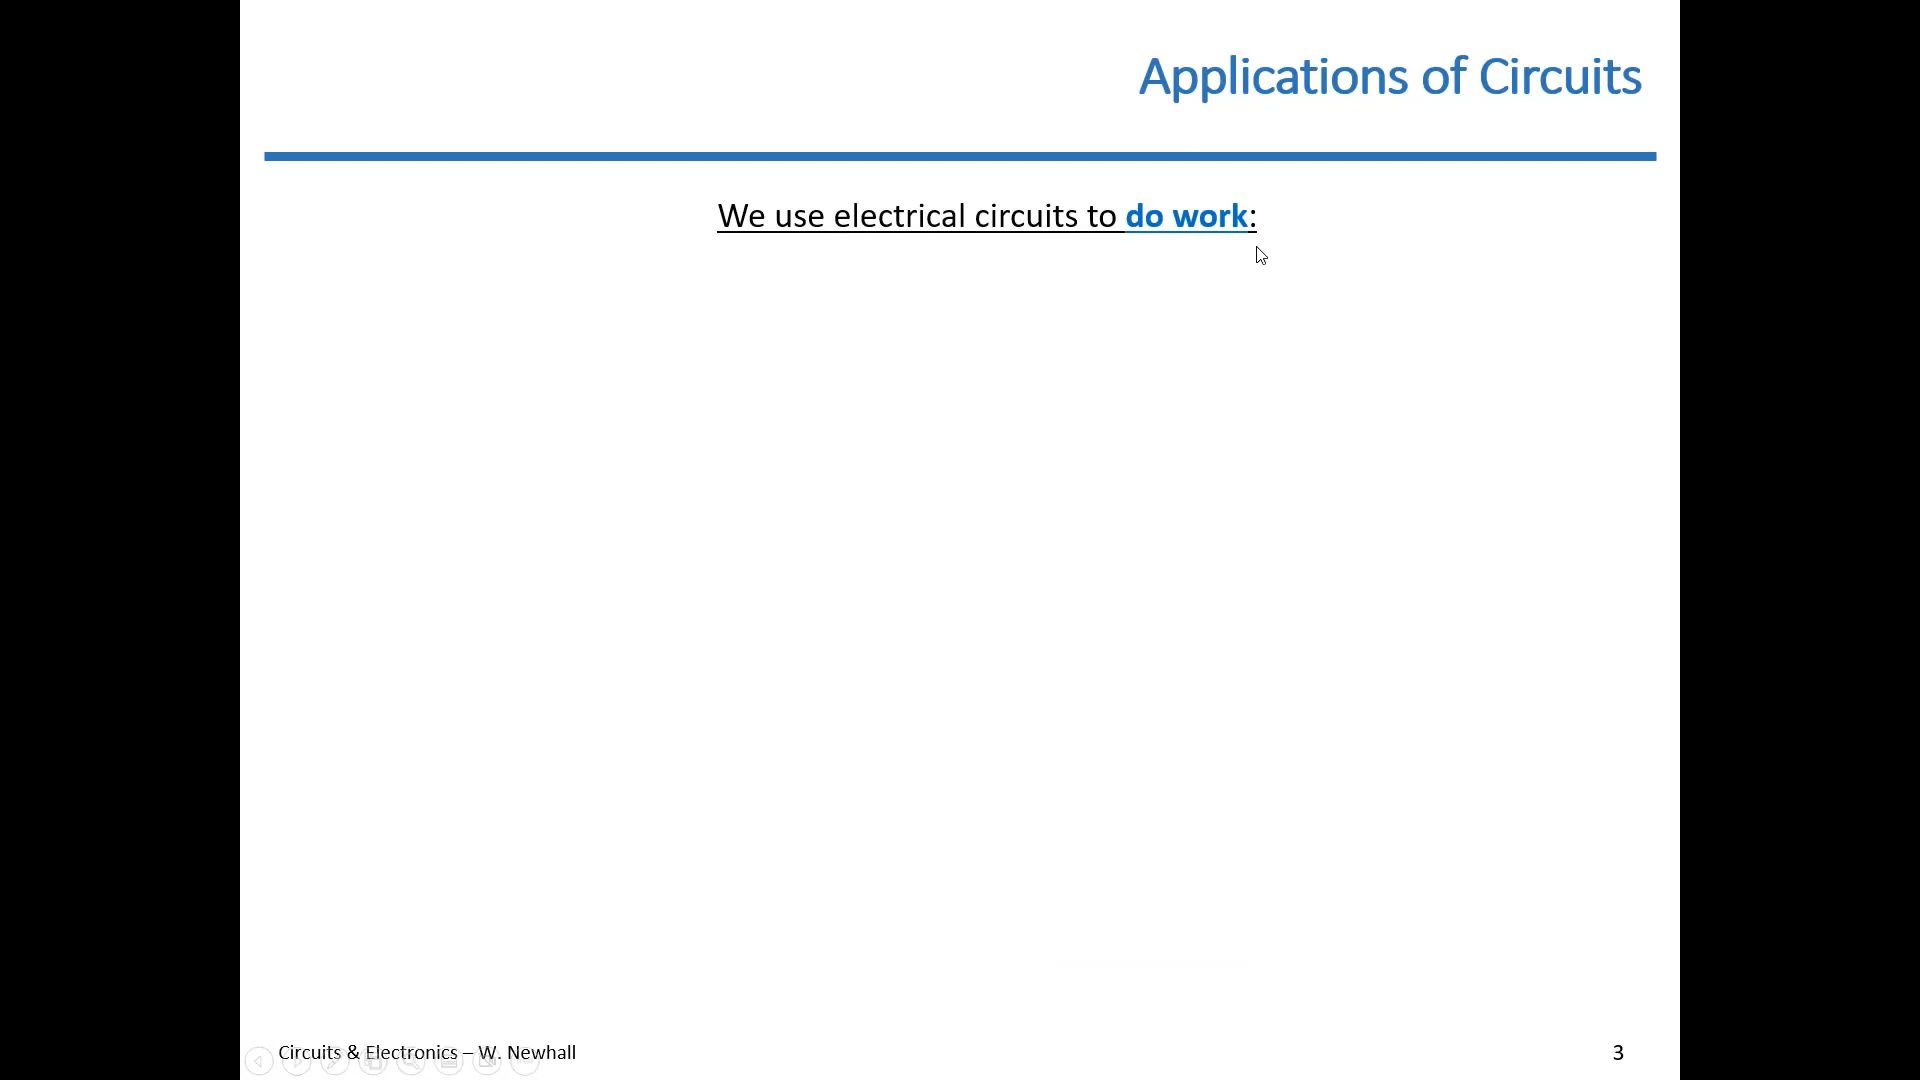 Applications of Circuits
We use electrical circuits to do work:
Circuits & Electronics – W. Newhall
3